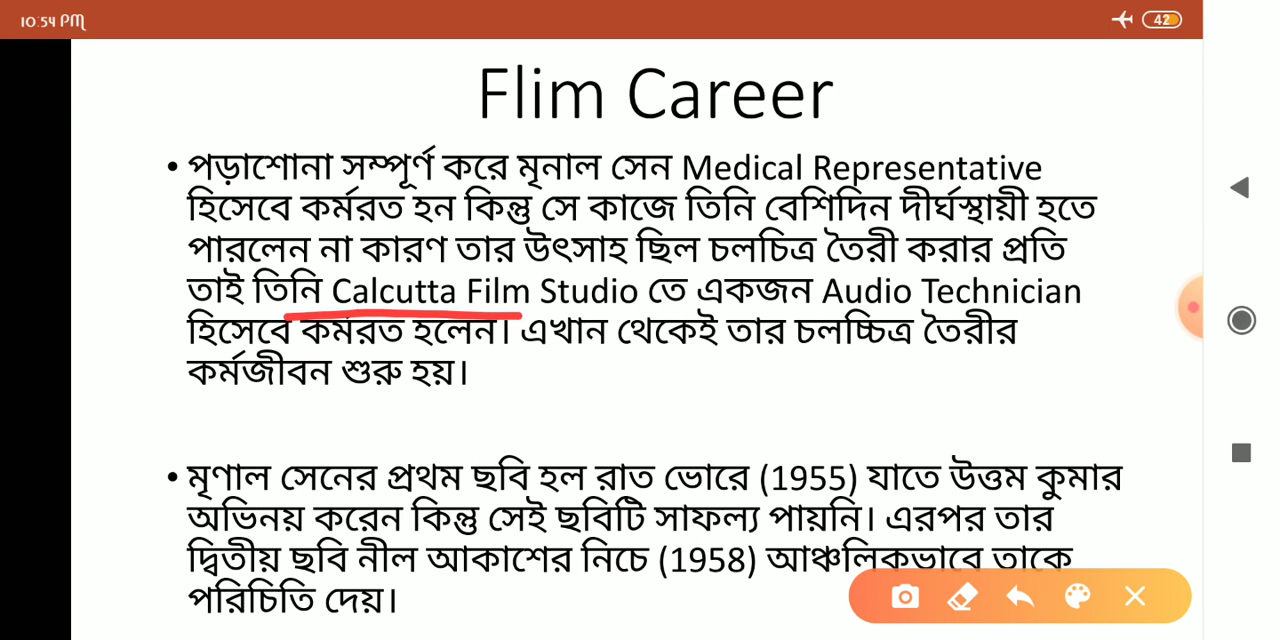 10:54 PM
42
Flim Career
• পড়াশোনা সম্পূর্ণ করে মৃনাল সেন Medical Representative
হিসেবে কর্মরত হন কিন্তু সে কাজে তিনি বেশিদিন দীর্ঘস্থায়ী হতে
পারলেন না কারণ তার উৎসাহ ছিল চলচিত্র তৈরী করার প্রতি
তাই তিনি Calcutta Film Studio তে একজন Audio Technician
হিসেবে কর্মরত হলেন। এখান থেকেই তার চলচ্চিত্র তৈরীর
কর্মজীবন শুরু হয়।
• মৃণাল সেনের প্রথম ছবি হল রাত ভোরে (1955) যাতে উত্তম কুমার
অভিনয় করেন কিন্তু সেই ছবিটি সাফল্য পায়নি। এরপর তার
দ্বিতীয় ছবি নীল আকাশের নিচে (1958) আঞ্চলিকভাবে তাকে
পরিচিতি দেয়।